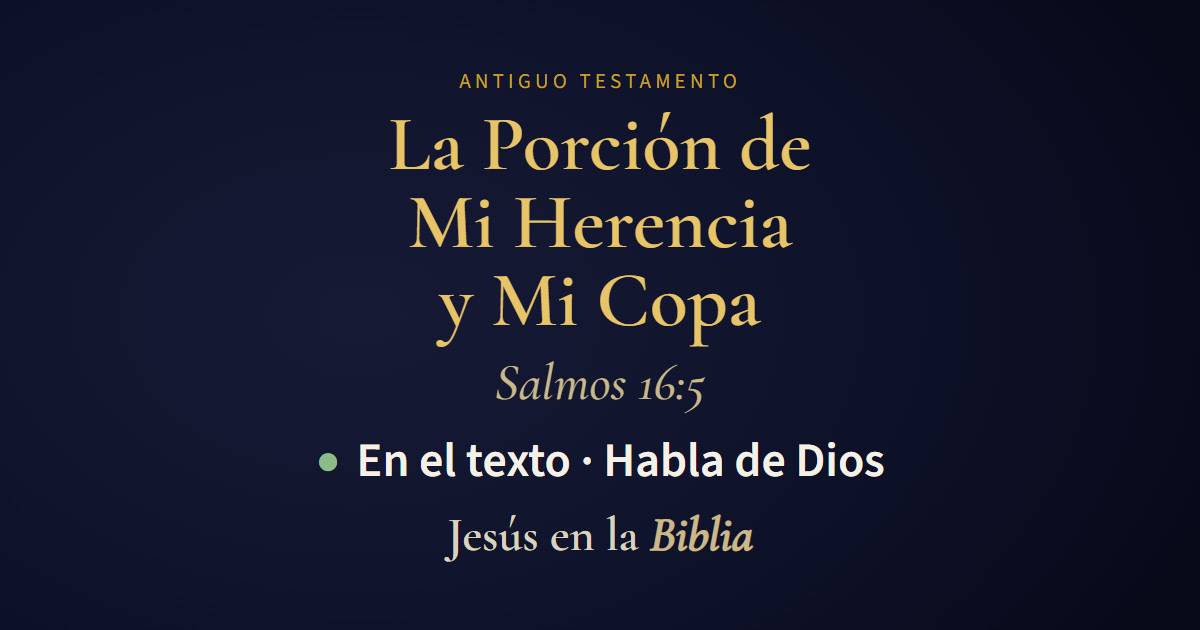 ANTIGUO TESTAMENTO
La Porción de
Mi Herencia
y Mi Copa
Salmos 16:5
En el texto · Habla de Dios
Jesús en la Biblia